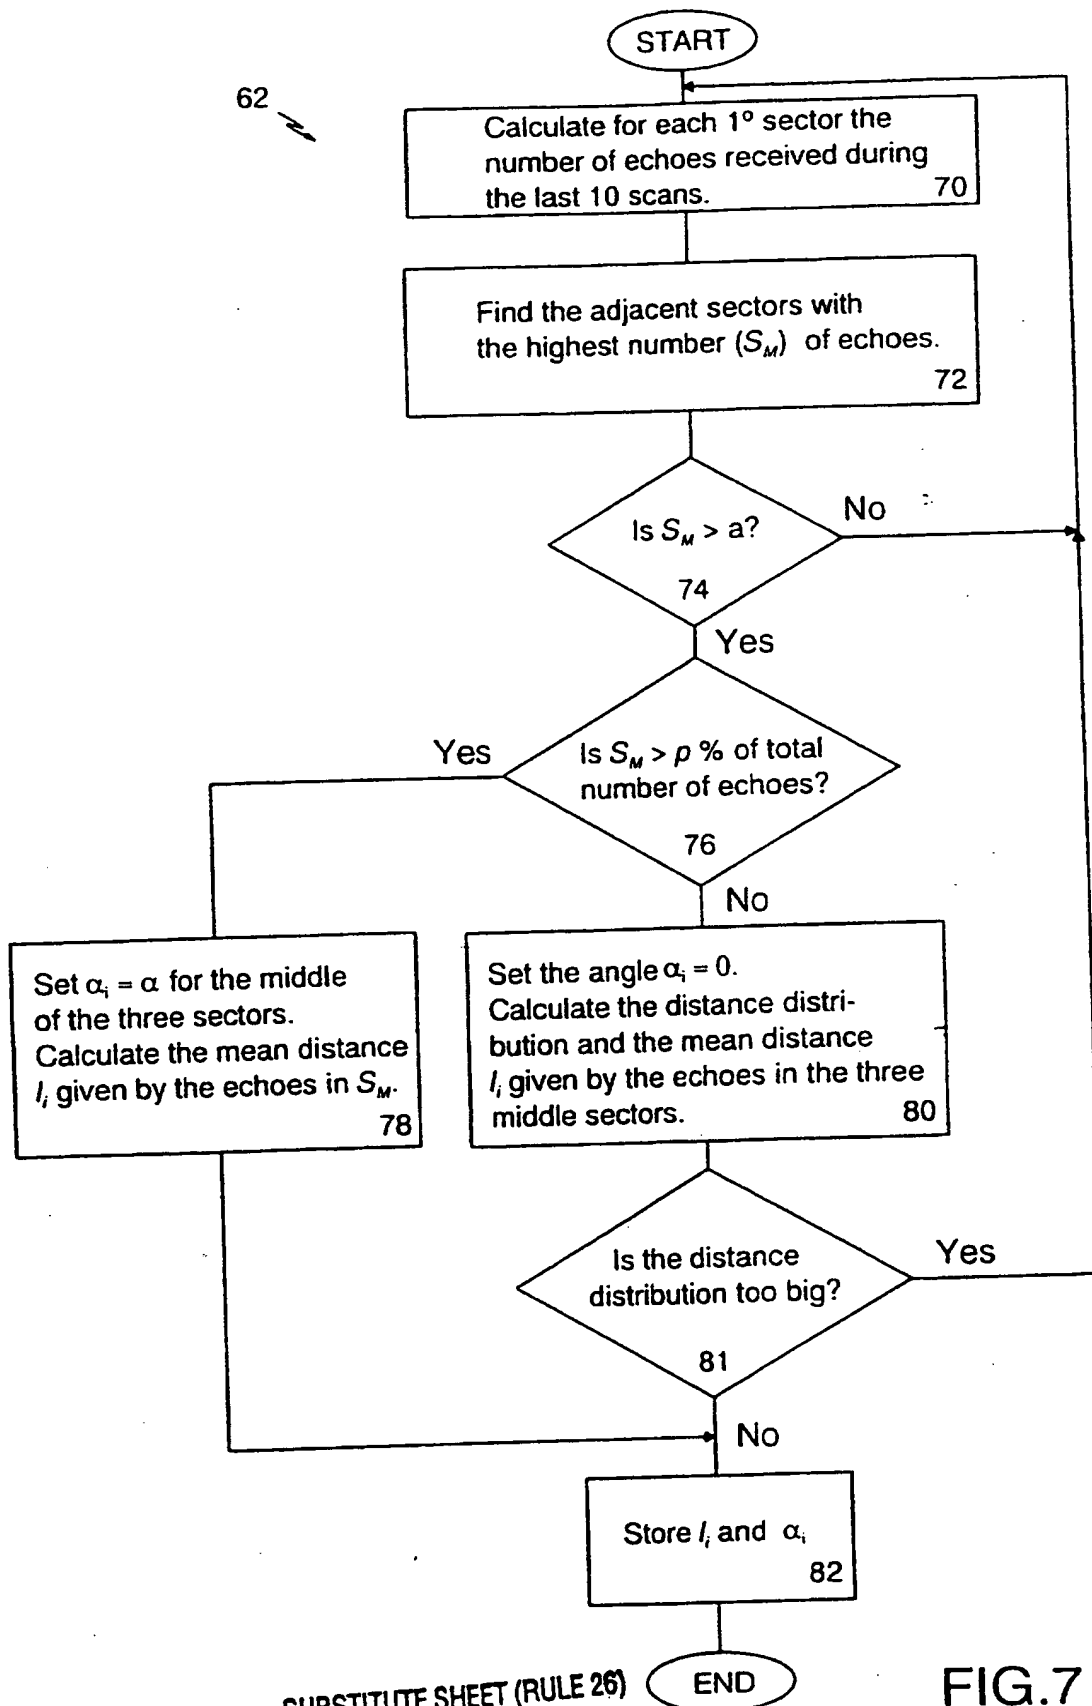 START
62
Calculate for each 1° sector the
number of echoes received during
the last 10 scans.
70
Find the adjacent sectors with
the highest number (S_M) of echoes.
72
Is S_M > a?
74
No
Yes
Is S_M > p % of total
number of echoes?
76
Yes
No
Set α_i = α for the middle
of the three sectors.
Calculate the mean distance
l_i given by the echoes in S_M.
78
Set the angle α_i = 0.
Calculate the distance distri-
bution and the mean distance
l_i given by the echoes in the three
middle sectors.
80
Is the distance
distribution too big?
81
Yes
No
Store l_i and α_i
82
END
SUBSTITUTE SHEET (RULE 26)
FIG.7